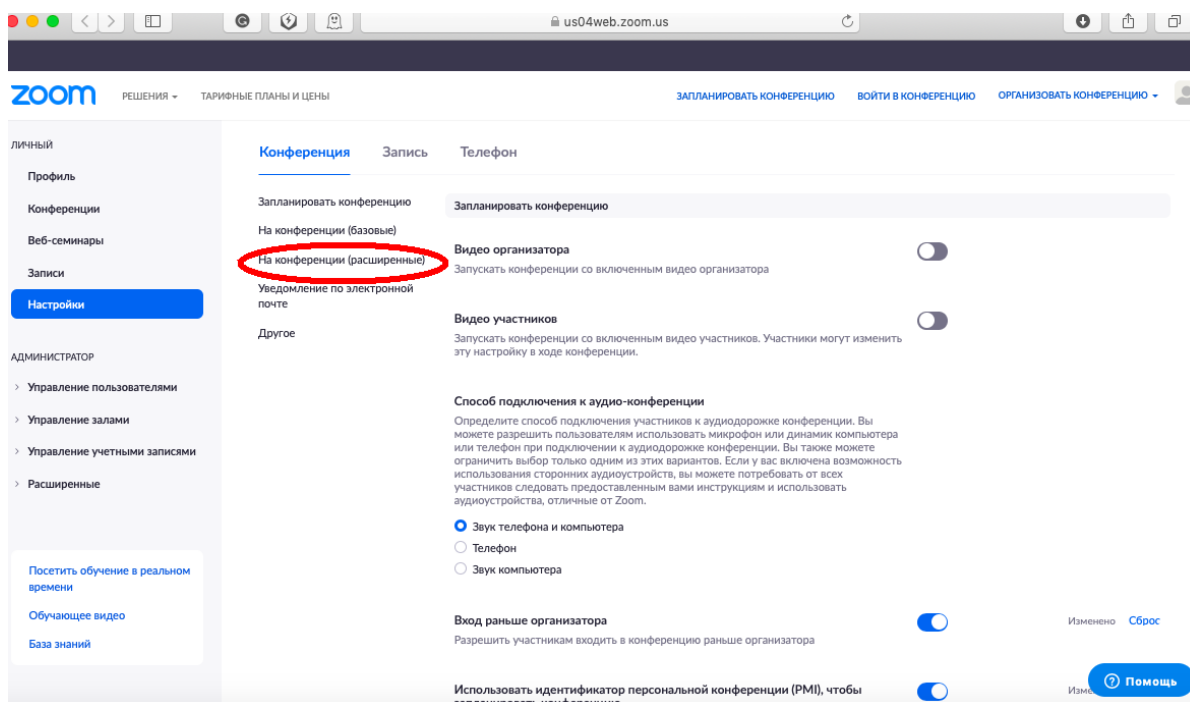 us04web.zoom.us
zoom
РЕШЕНИЯ
ТАРИФНЫЕ ПЛАНЫ И ЦЕНЫ
ЗАПЛАНИРОВАТЬ КОНФЕРЕНЦИЮ
ВОЙТИ В КОНФЕРЕНЦИЮ
ОРГАНИЗОВАТЬ КОНФЕРЕНЦИЮ
ЛИЧНЫЙ
Профиль
Конференции
Веб-семинары
Записи
Настройки
АДМИНИСТРАТОР
Управление пользователями
Управление залами
Управление учетными записями
Расширенные
Посетить обучение в реальном
времени
Обучающее видео
База знаний
Конференция
Запись
Телефон
Запланировать конференцию
На конференции (базовые)
На конференции (расширенные)
Уведомление по электронной
почте
Другое
Запланировать конференцию
Видео организатора
Запускать конференции со включенным видео организатора
Видео участников
Запускать конференции со включенным видео участников. Участники могут изменить
эту настройку в ходе конференции.
Способ подключения к аудио-конференции
Определите способ подключения участников к аудиодорожке конференции. Вы
можете разрешить пользователям использовать микрофон или динамик компьютера
или телефон при подключении к аудиодорожке конференции. Вы также можете
ограничить выбор только одним из этих вариантов. Если у вас включена возможность
использования сторонних аудиоустройств, вы можете потребовать от всех
участников следовать предоставленным вами инструкциям и использовать
аудиоустройства, отличные от Zoom.
Звук телефона и компьютера
Телефон
Звук компьютера
Вход раньше организатора
Изменено Сброс
Разрешить участникам входить в конференцию раньше организатора
Использовать идентификатор персональной конференции (PMI), чтобы
запланировать конференцию
Помощь